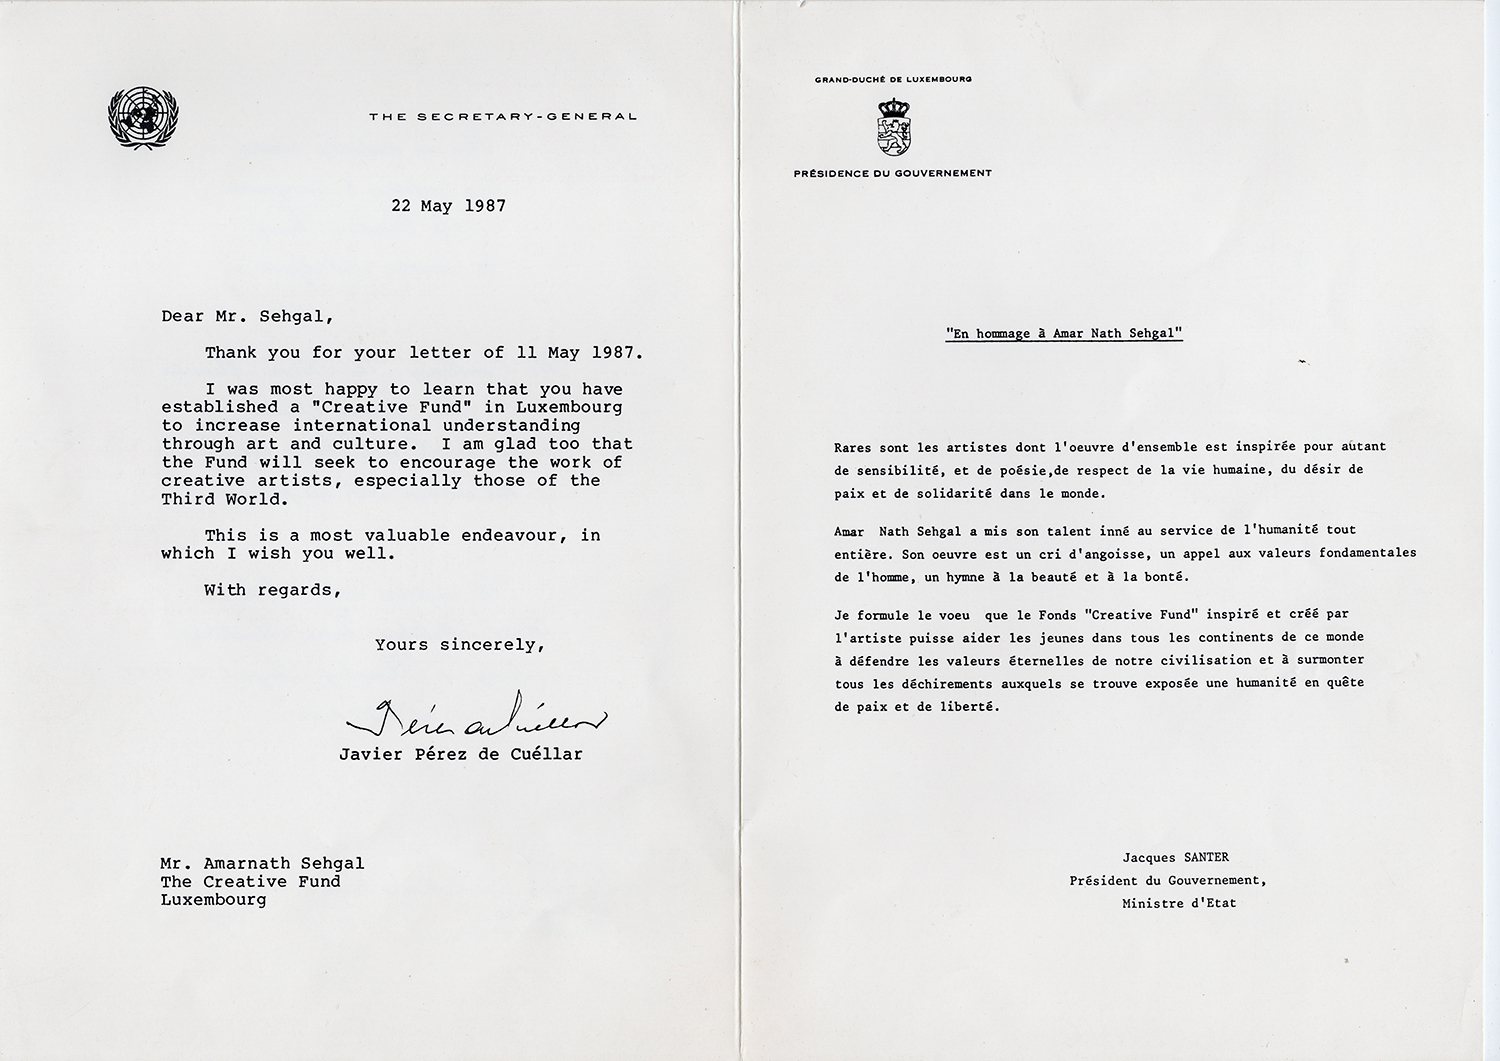 THE SECRETARY-GENERAL
22 May 1987
Dear Mr. Sehgal,
Thank you for your letter of 11 May 1987.
I was most happy to learn that you have
established a "Creative Fund" in Luxembourg
to increase international understanding
through art and culture. I am glad too that
the Fund will seek to encourage the work of
creative artists, especially those of the
Third World.
This is a most valuable endeavour, in
which I wish you well.
With regards,
Yours sincerely,
Javier Pérez de Cuéllar
Mr. Amarnath Sehgal
The Creative Fund
Luxembourg
GRAND-DUCHÉ DE LUXEMBOURG
PRÉSIDENCE DU GOUVERNEMENT
"En hommage à Amar Nath Sehgal"
Rares sont les artistes dont l'oeuvre d'ensemble est inspirée pour autant
de sensibilité, et de poésie,de respect de la vie humaine, du désir de
paix et de solidarité dans le monde.
Amar Nath Sehgal a mis son talent inné au service de l'humanité tout
entière. Son oeuvre est un cri d'angoisse, un appel aux valeurs fondamentales
de l'homme, un hymne à la beauté et à la bonté.
Je formule le voeu que le Fonds "Creative Fund" inspiré et créé par
l'artiste puisse aider les jeunes dans tous les continents de ce monde
à défendre les valeurs éternelles de notre civilisation et à surmonter
tous les déchirements auxquels se trouve exposée une humanité en quête
de paix et de liberté.
Jacques SANTER
Président du Gouvernement,
Ministre d'Etat